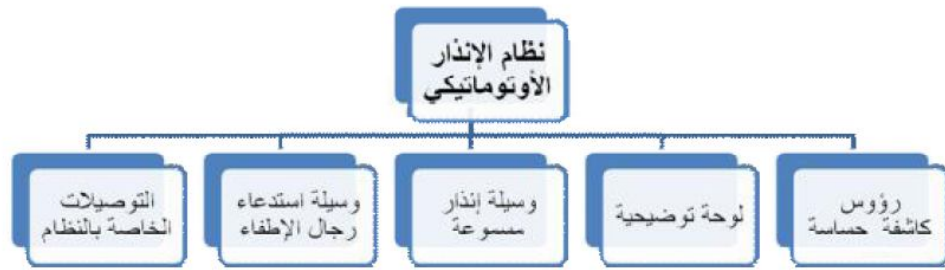 نظام الإنذار
الأوتوماتيكي
رؤوس
كاشفة حساسة
لوحة توضيحية
وسيلة إنذار
مسموعة
وسيلة استدعاء
رجال الإطفاء
التوصيلات
الخاصة بالنظام